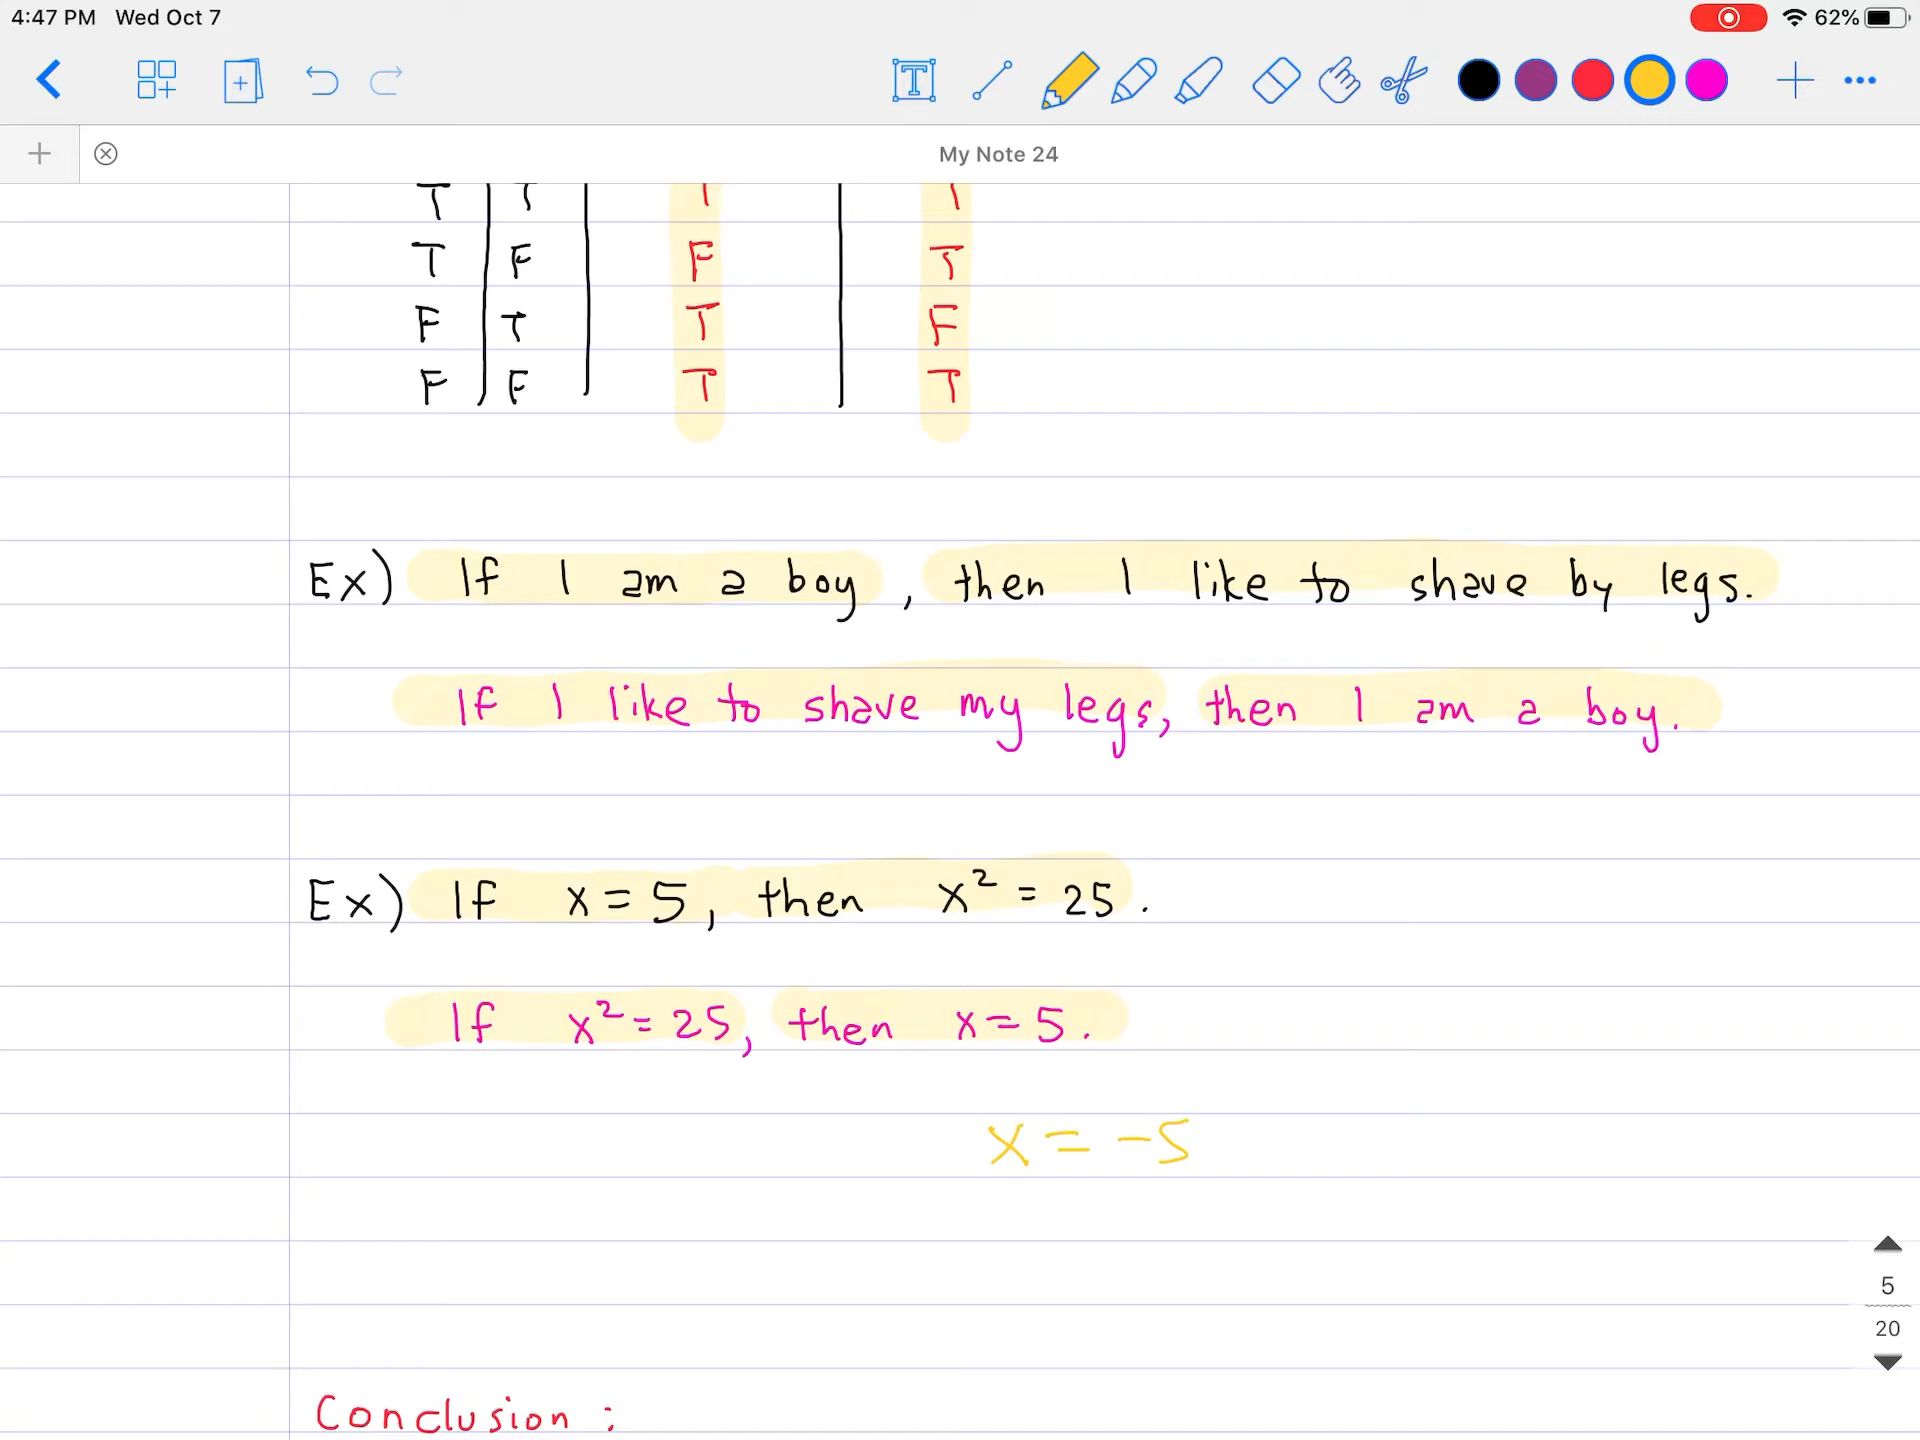 4:47 PM Wed Oct 7 62%
T
My Note 24
T T T T
T F F T
F T T F
F F T T
Ex) If I am a boy, then I like to shave by legs.
If I like to shave my legs, then I am a boy.
Ex) If x = 5, then x² = 25.
If x² = 25, then x = 5.
x = -5
5
20
Conclusion: